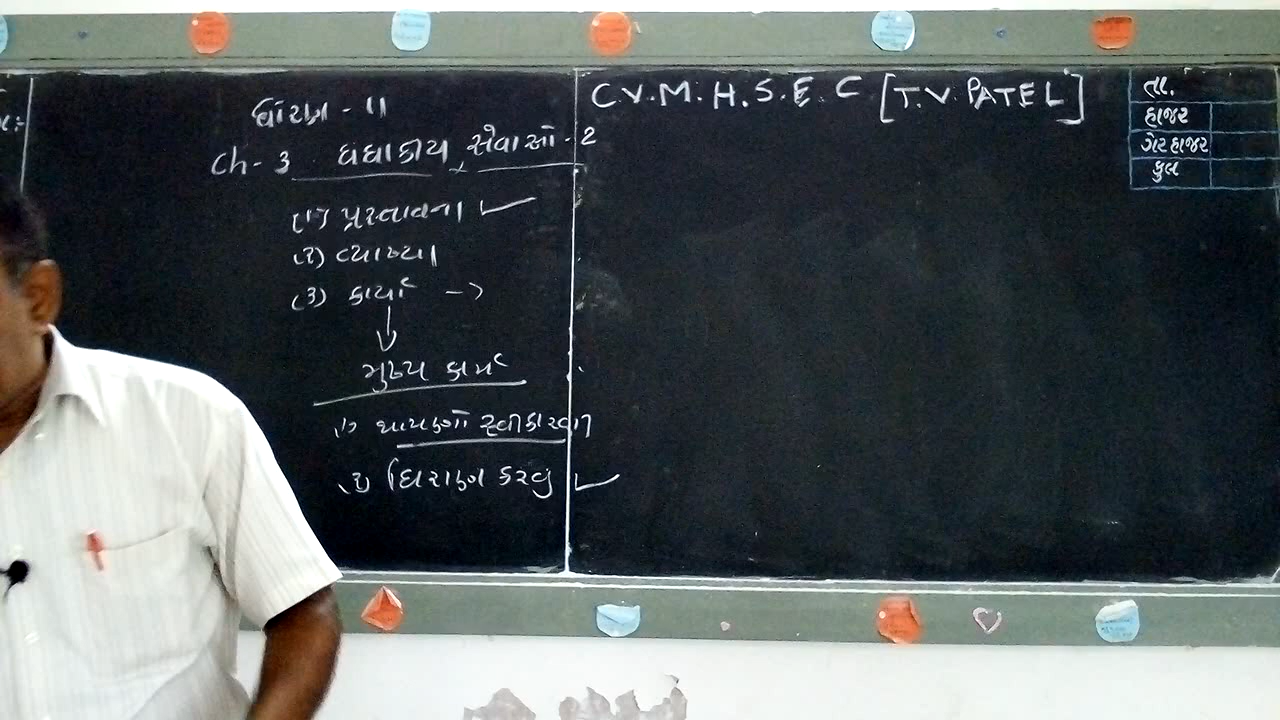 ધોરણ - 11
Ch - 3 ધંધાકીય સેવાઓ - 2
(1) પ્રસ્તાવના
(2) વ્યાખ્યા
(3) કાર્યો ->
મુખ્ય કાર્યો
1) થાપણો સ્વીકારવી
2) ધિરાણ કરવું
C.V.M.H.S.E.C [T.V.PATEL]
તા.
હાજર
ગેરહાજર
કુલ